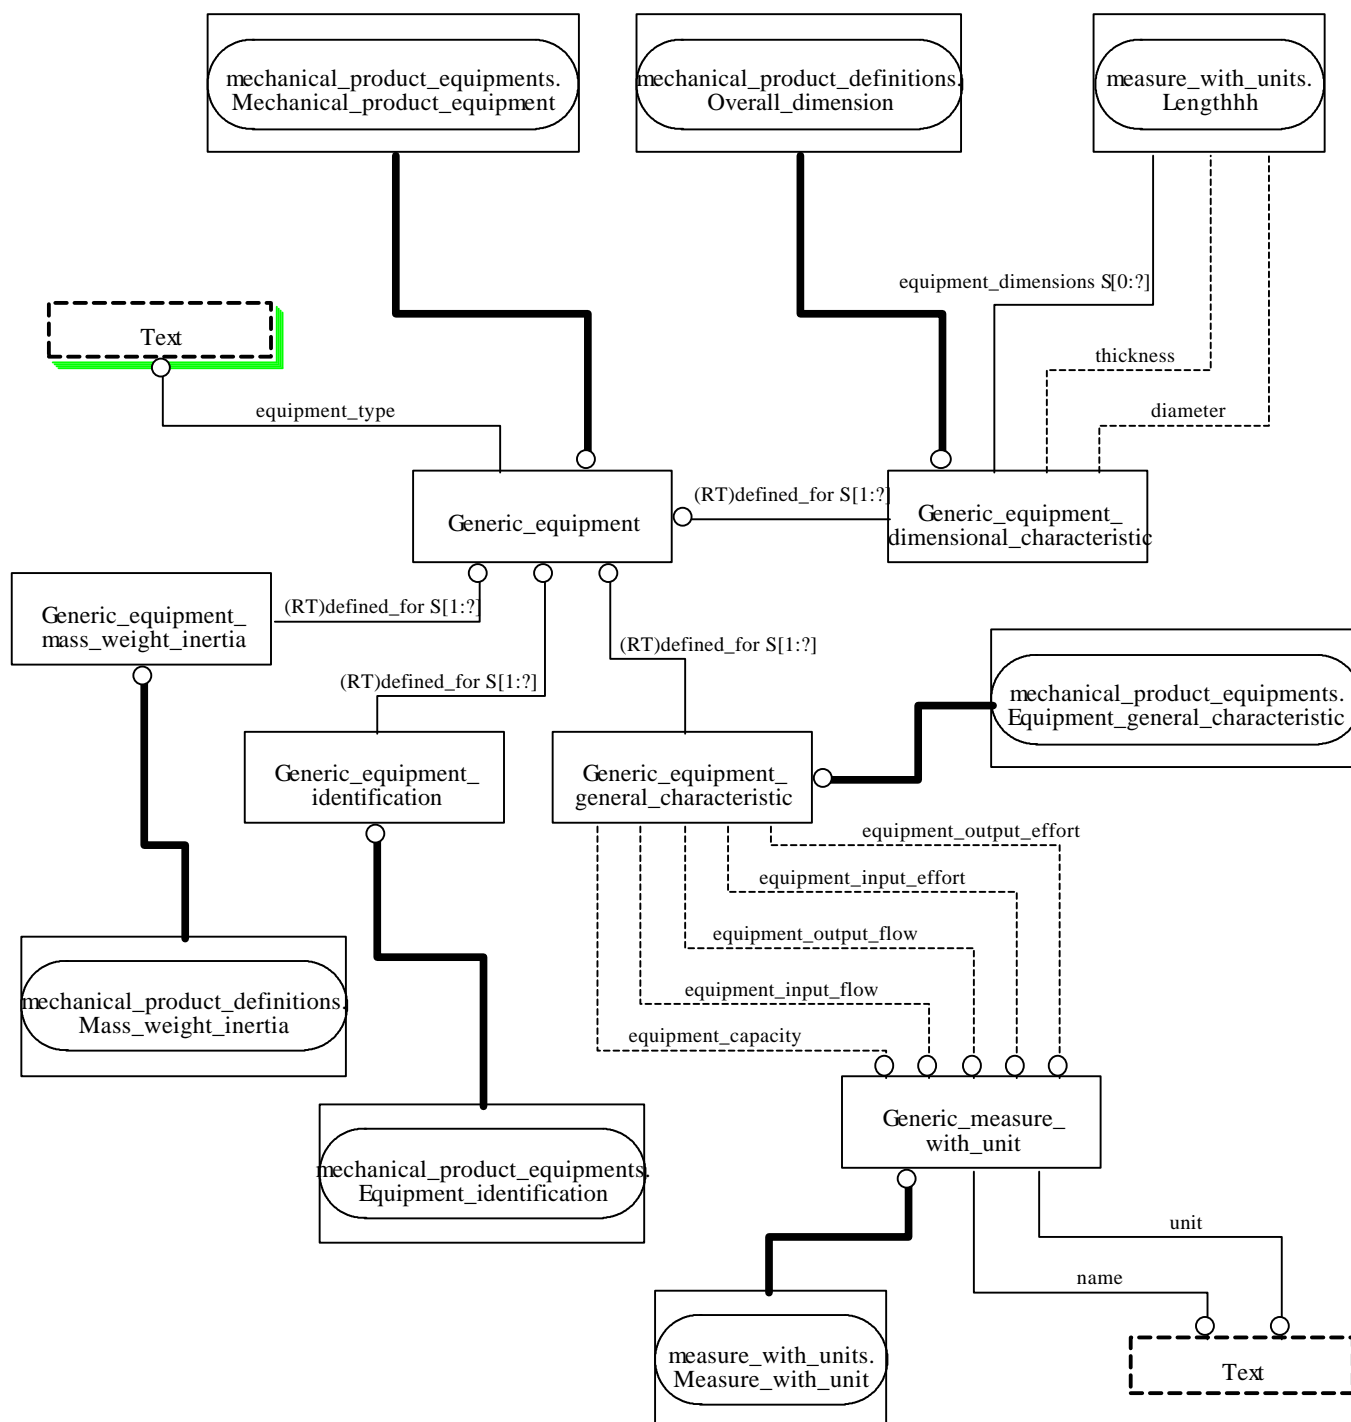 mechanical_product_equipments.
Mechanical_product_equipment
mechanical_product_definitions.
Overall_dimension
measure_with_units.
Lengthhh
equipment_dimensions S[0:?]
Text
thickness
equipment_type
diameter
(RT)defined_for S[1:?]
Generic_equipment
Generic_equipment_
dimensional_characteristic
(RT)defined_for S[1:?]
Generic_equipment_
mass_weight_inertia
(RT)defined_for S[1:?]
(RT)defined_for S[1:?]
mechanical_product_equipments.
Equipment_general_characteristic
Generic_equipment_
identification
Generic_equipment_
general_characteristic
equipment_output_effort
equipment_input_effort
equipment_output_flow
equipment_input_flow
equipment_capacity
mechanical_product_definitions.
Mass_weight_inertia
Generic_measure_
with_unit
mechanical_product_equipments.
Equipment_identification
unit
name
measure_with_units.
Measure_with_unit
Text